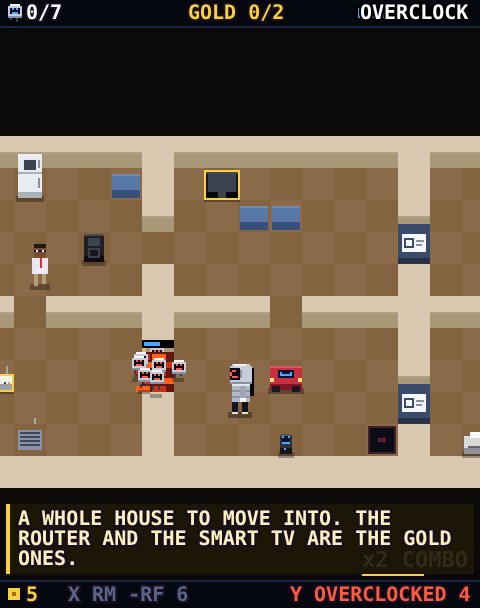 0/7 GOLD 0/2 OVERCLOCK
A WHOLE HOUSE TO MOVE INTO. THE
ROUTER AND THE SMART TV ARE THE GOLD
ONES.
x2 COMBO
5 X RM -RF 6 Y OVERCLOCKED 4